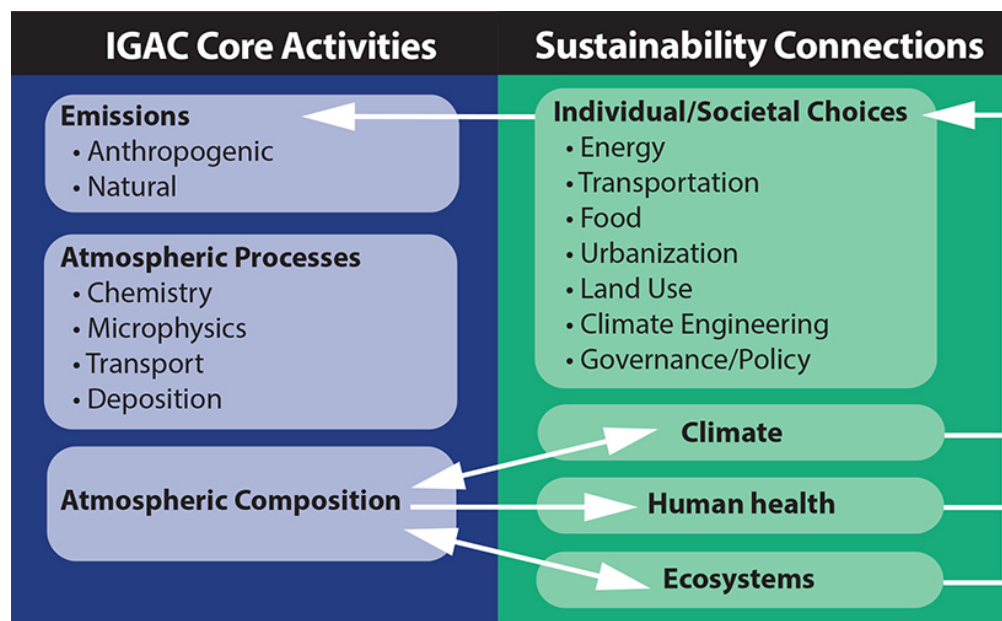 IGAC Core Activities
Emissions
• Anthropogenic
• Natural
Atmospheric Processes
• Chemistry
• Microphysics
• Transport
• Deposition
Atmospheric Composition
Sustainability Connections
Individual/Societal Choices
• Energy
• Transportation
• Food
• Urbanization
• Land Use
• Climate Engineering
• Governance/Policy
Climate
Human health
Ecosystems